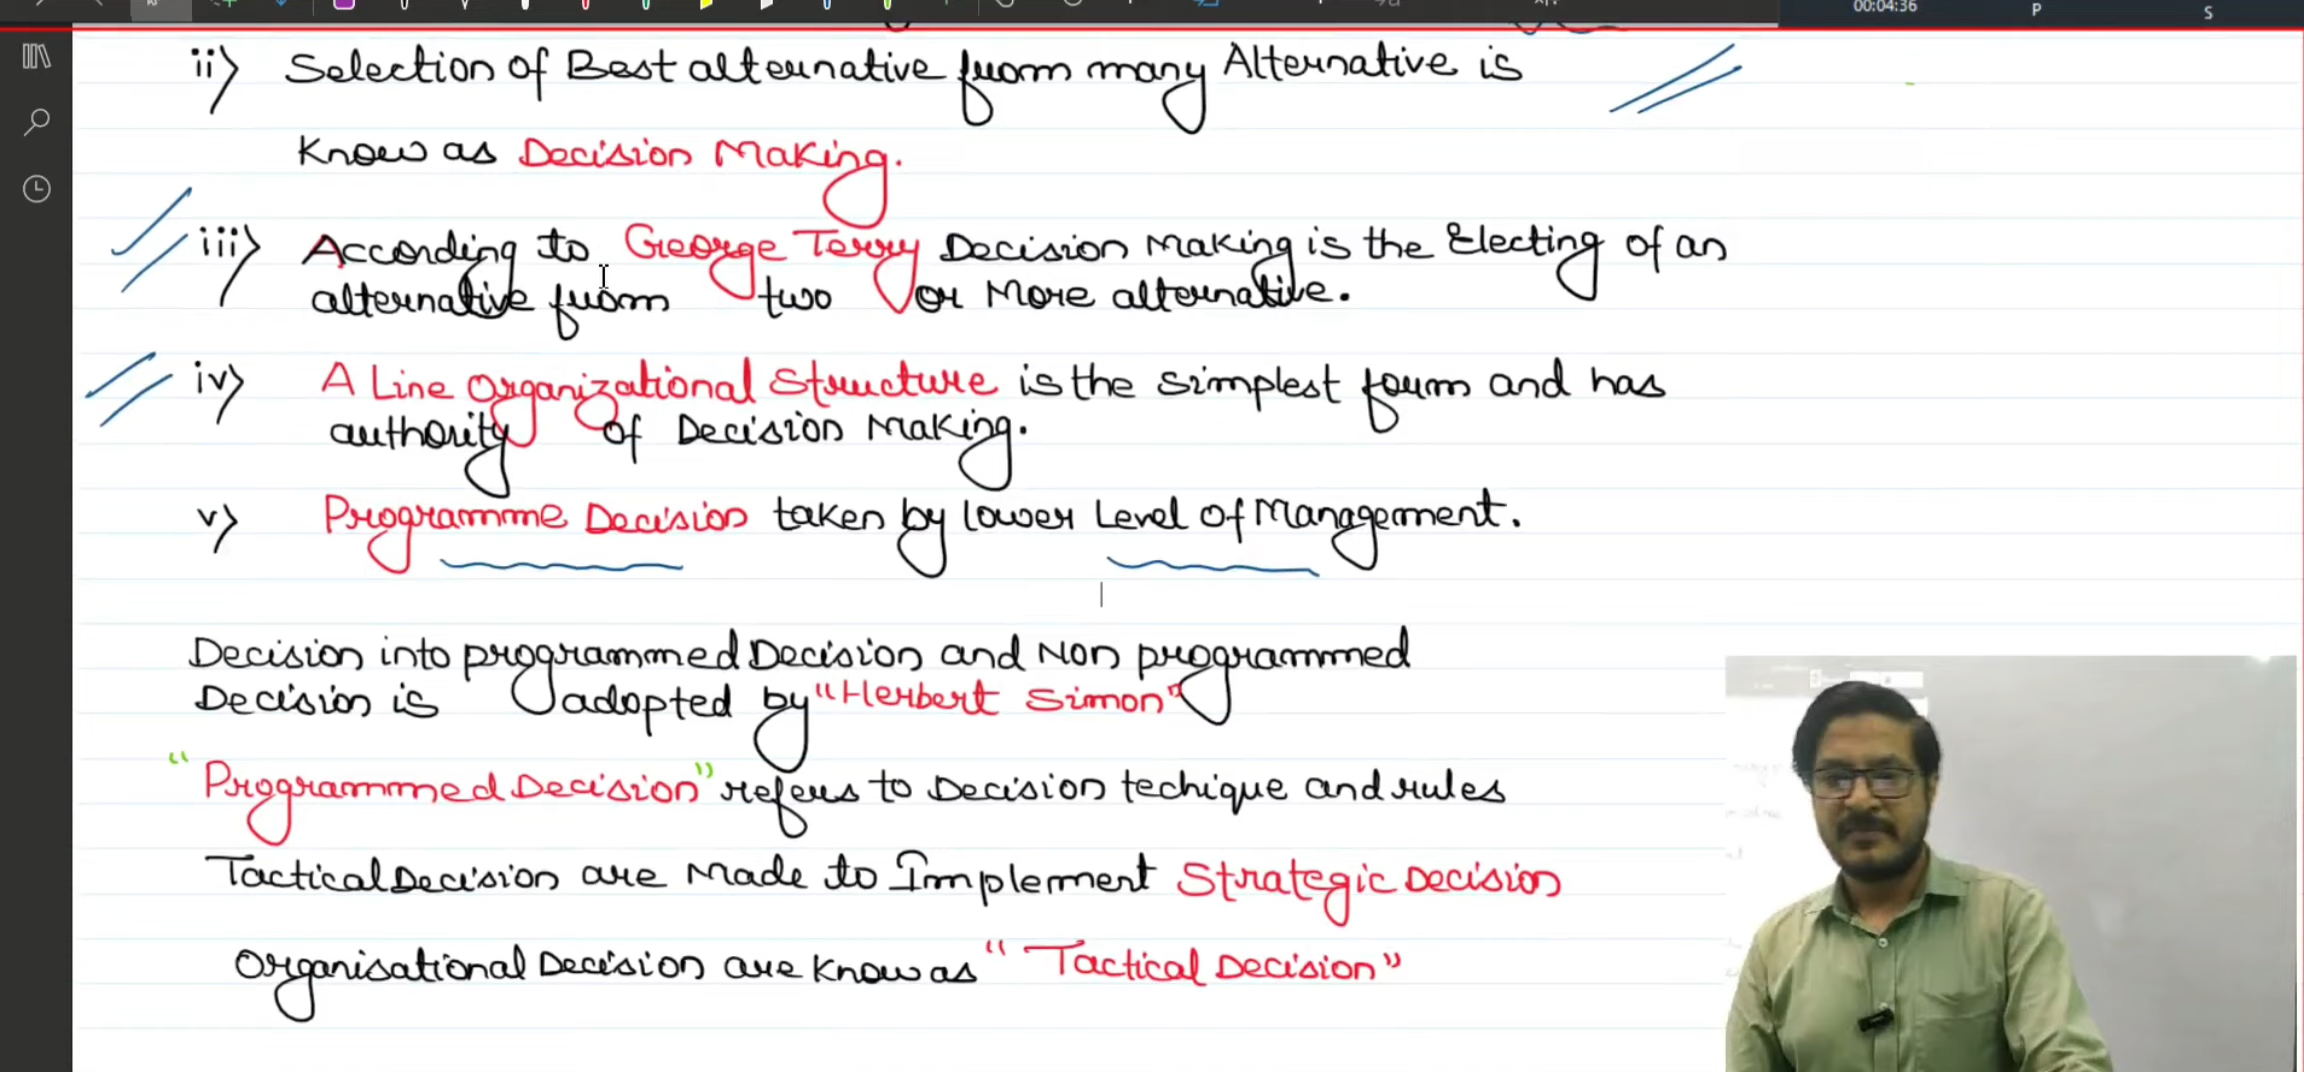 00:04:36
P
S
ii) Selection of Best alternative from many Alternative is
Know as Decision Making.
iii) According to George Terry Decision Making is the Electing of an
alternative from two or More alternative.
iv) A Line Organizational Structure is the simplest form and has
authority of Decision Making.
v) Programme Decision taken by lower Level of Management.
Decision into programmed Decision and Non programmed
Decision is adopted by "Herbert Simon"
"Programmed Decision" refers to Decision techique and rules
Tactical Decision are Made to Implement Strategic Decision
Organisational Decision are Know as "Tactical Decision"